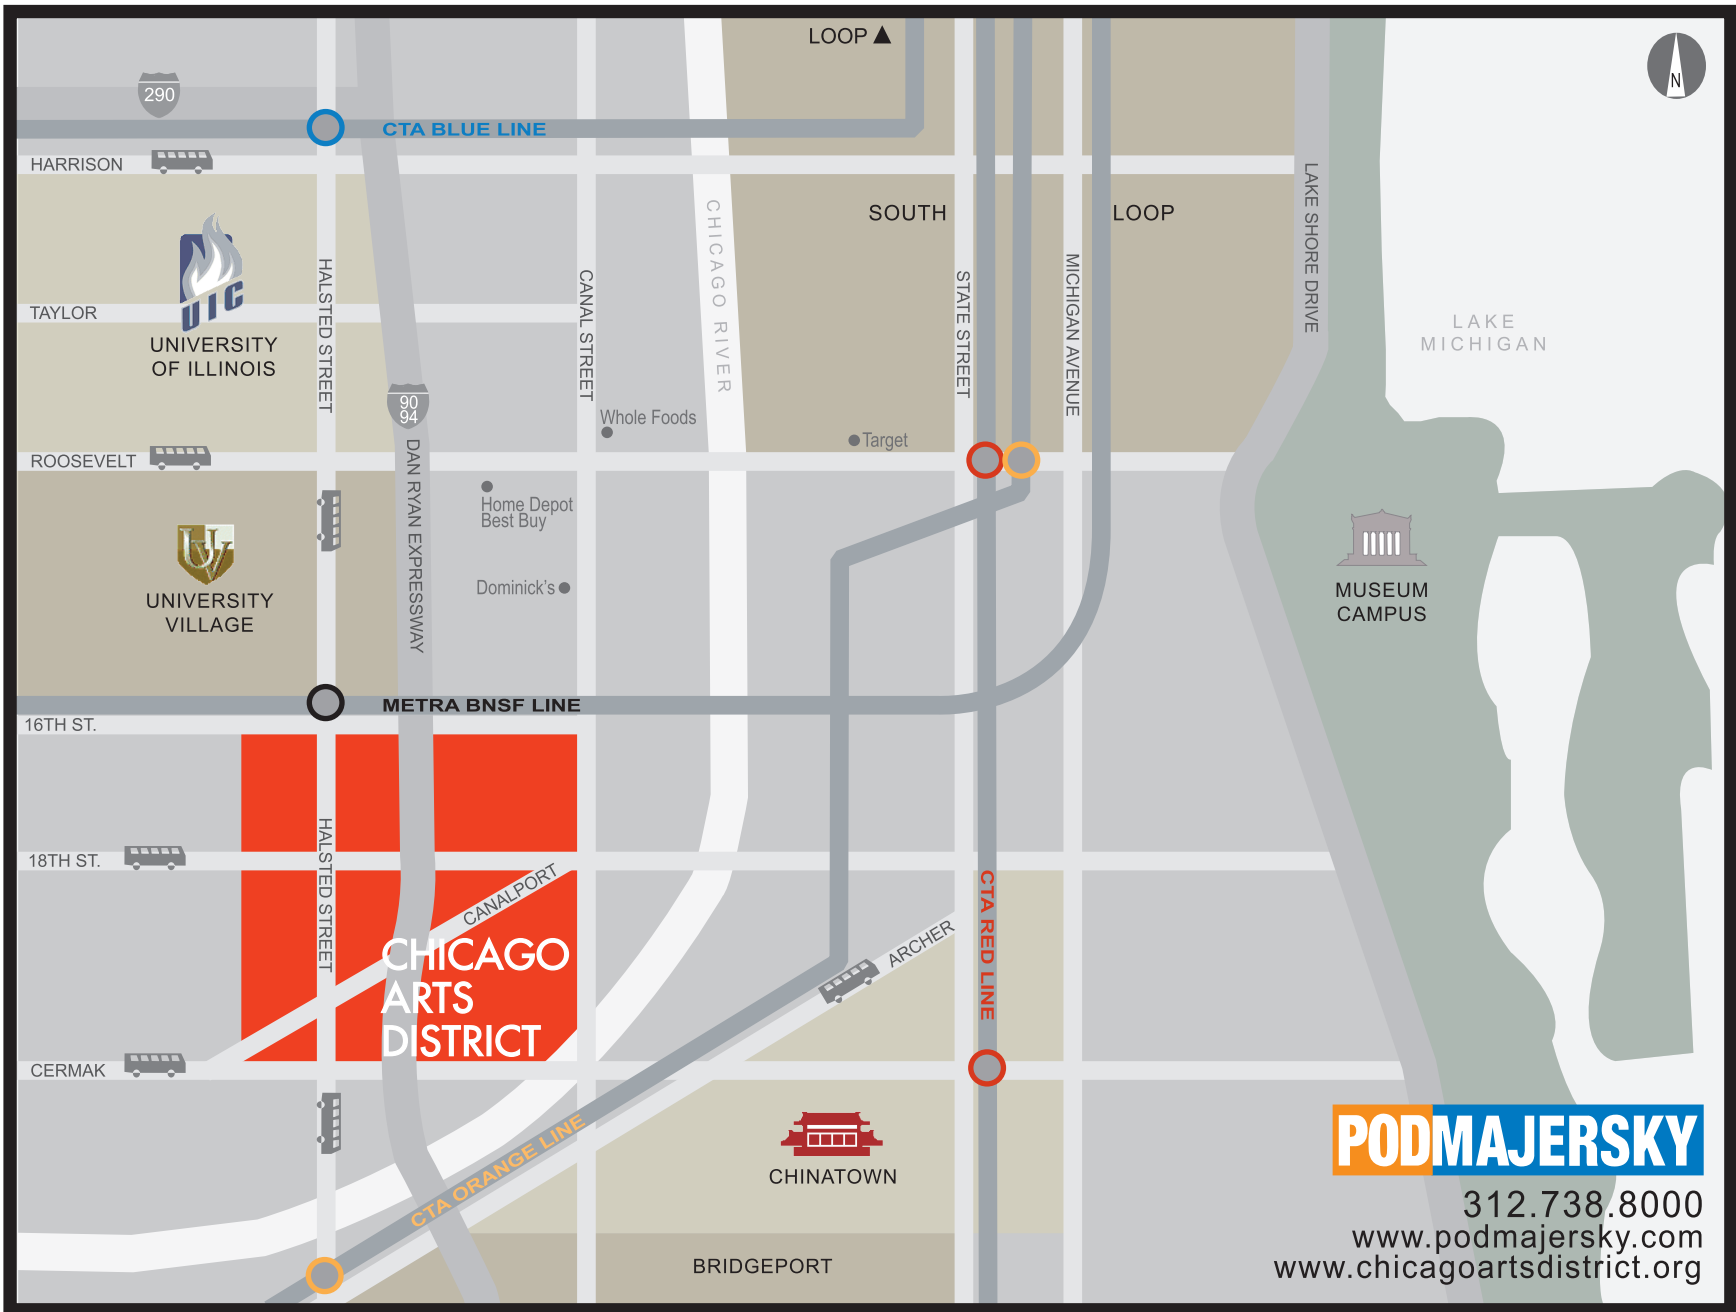 LOOP
N
290
CTA BLUE LINE
HARRISON
LAKE SHORE DRIVE
SOUTH LOOP
CHICAGO RIVER
UIC
UNIVERSITY
OF ILLINOIS
TAYLOR
HALSTED STREET
CANAL STREET
STATE STREET
MICHIGAN AVENUE
LAKE
MICHIGAN
90
94
Whole Foods
Target
ROOSEVELT
DAN RYAN EXPRESSWAY
Home Depot
Best Buy
UV
UNIVERSITY
VILLAGE
Dominick's
MUSEUM
CAMPUS
METRA BNSF LINE
16TH ST.
HALSTED STREET
18TH ST.
CANALPORT
CTA RED LINE
ARCHER
CHICAGO
ARTS
DISTRICT
CERMAK
CTA ORANGE LINE
CHINATOWN
BRIDGEPORT
PODMAJERSKY
312.738.8000
www.podmajersky.com
www.chicagoartsdistrict.org